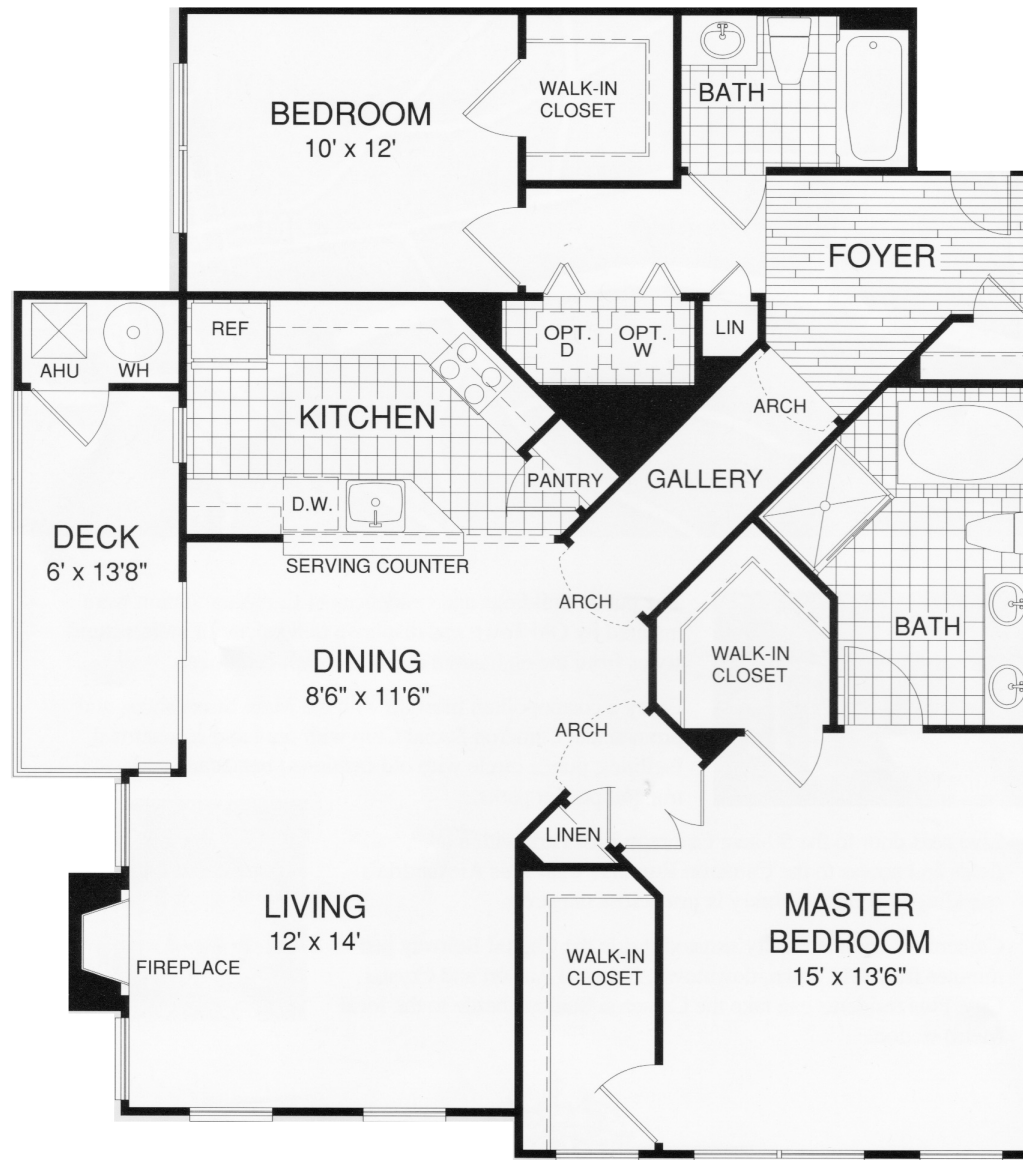 BEDROOM
10' x 12'
WALK-IN
CLOSET
BATH
FOYER
REF
OPT.
D
OPT.
W
LIN
AHU
WH
KITCHEN
ARCH
GALLERY
PANTRY
D.W.
DECK
6' x 13'8"
SERVING COUNTER
ARCH
DINING
8'6" x 11'6"
WALK-IN
CLOSET
BATH
ARCH
LINEN
LIVING
12' x 14'
FIREPLACE
WALK-IN
CLOSET
MASTER
BEDROOM
15' x 13'6"